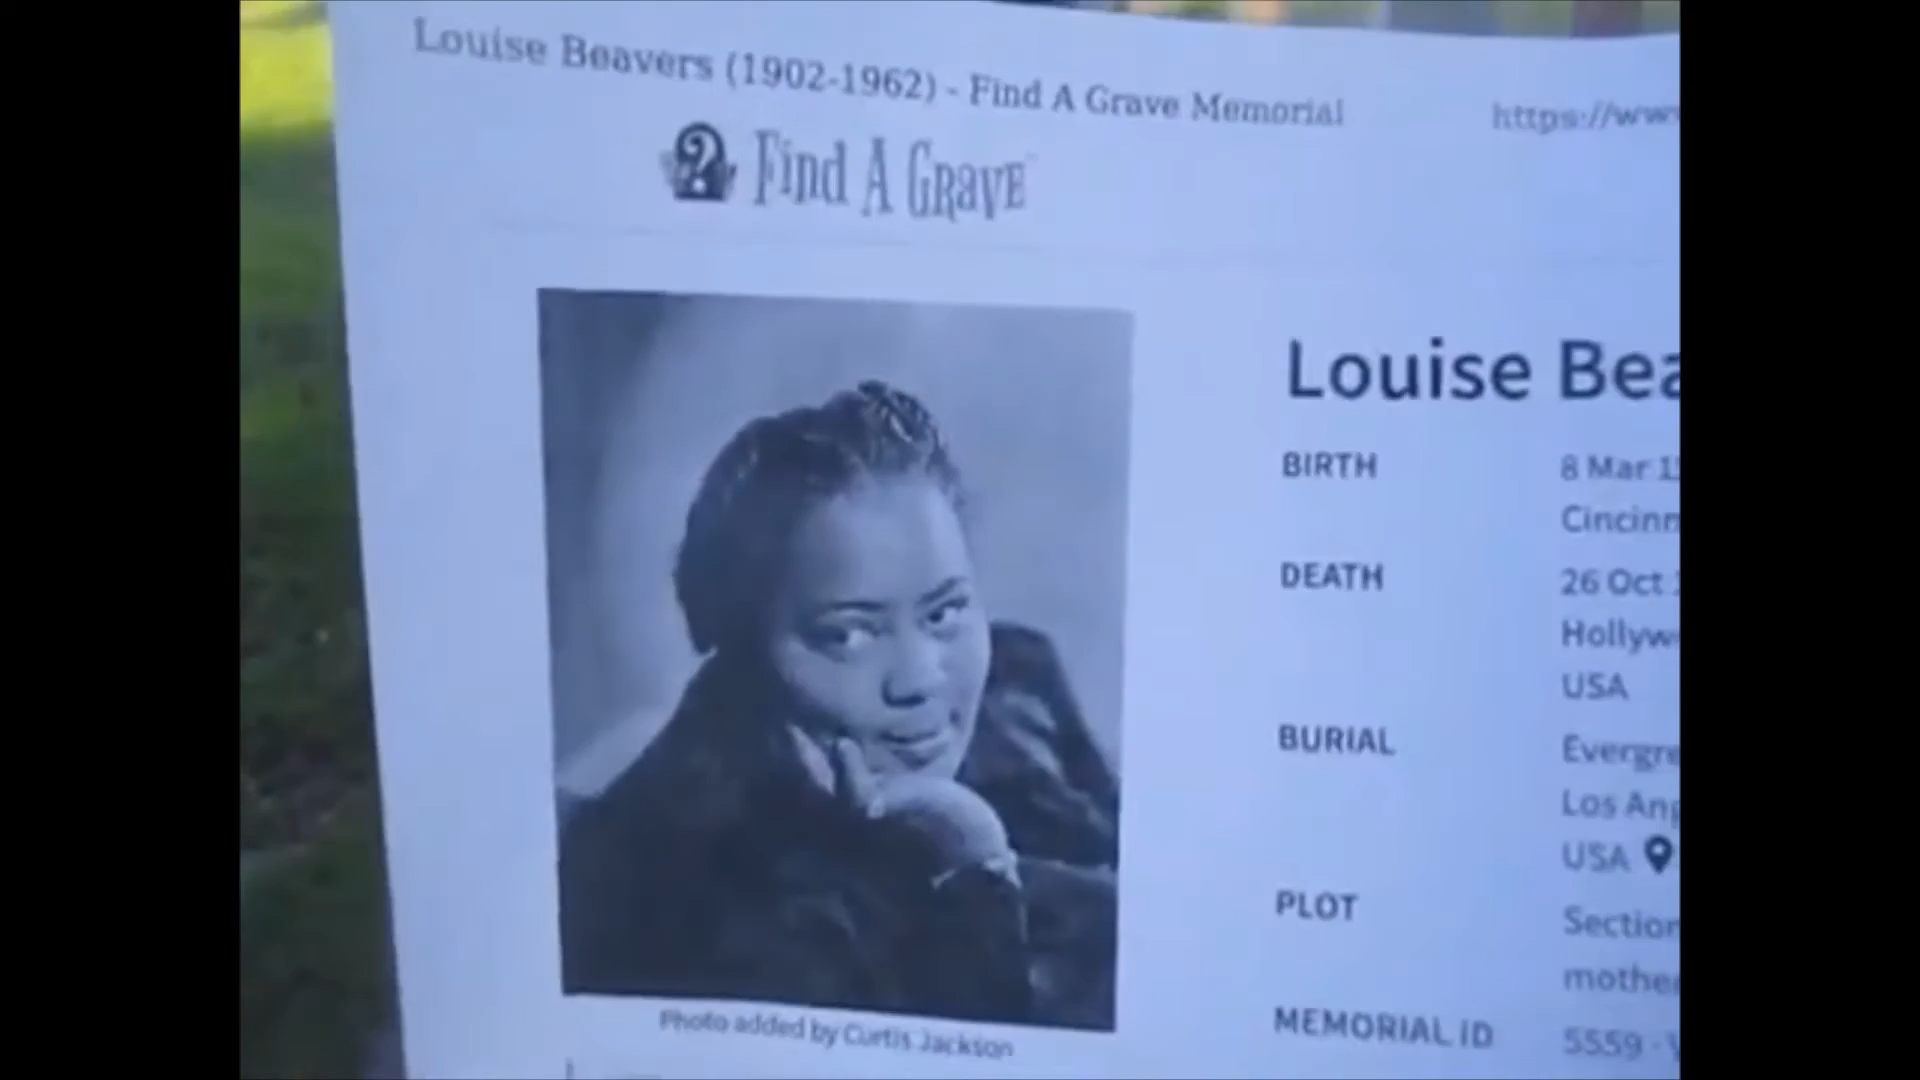 Louise Beavers (1902-1962) - Find A Grave Memorial https://www
Find A Grave
Louise Bea
BIRTH 8 Mar 1
Cincinn
DEATH 26 Oct
Hollyw
USA
BURIAL Evergre
Los Ang
USA
PLOT Section
mothe
MEMORIAL ID 5559 ·
Photo added by Curtis Jackson